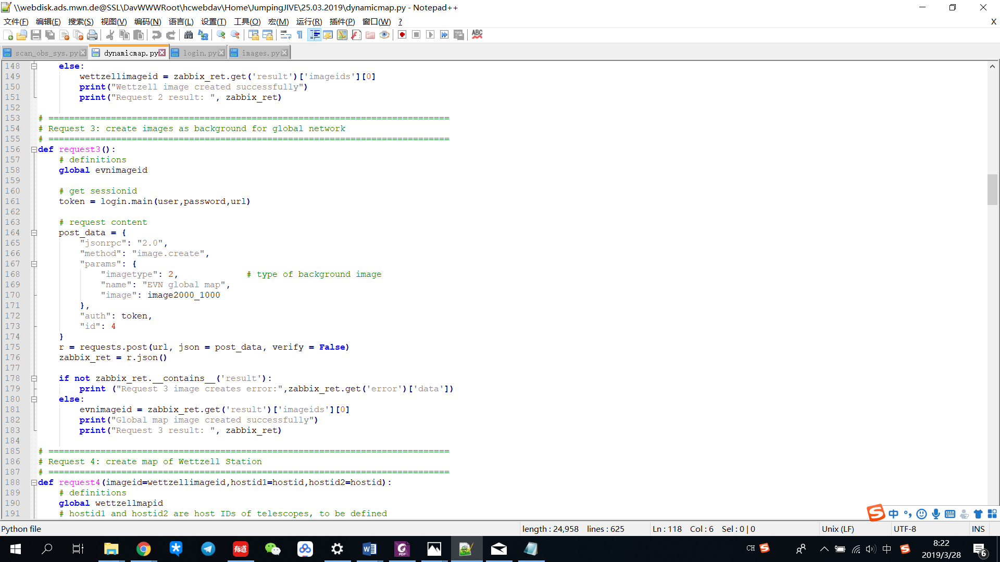 \\webdisk.ads.mwn.de@SSL\DavWWWRoot\hcwebdav\Home\JumpingJIVE\25.03.2019\dynamicmap.py - Notepad++
文件(F) 编辑(E) 搜索(S) 视图(V) 编码(N) 语言(L) 设置(T) 工具(O) 宏(M) 运行(R) 插件(P) 窗口(W) ? X
ABC
scan_obs_sys.py dynamicmap.py login.py images.py
148 else:
149 wettzellimageid = zabbix_ret.get('result')['imageids'][0]
150 print("Wettzell image created successfully")
151 print("Request 2 result: ", zabbix_ret)
152
153 # =============================================================================
154 # Request 3: create images as background for global network
155 # =============================================================================
156 def request3():
157 # definitions
158 global evnimageid
159
160 # get sessionid
161 token = login.main(user,password,url)
162
163 # request content
164 post_data = {
165 "jsonrpc": "2.0",
166 "method": "image.create",
167 "params": {
168 "imagetype": 2, # type of background image
169 "name": "EVN global map",
170 "image": image2000_1000
171 },
172 "auth": token,
173 "id": 4
174 }
175 r = requests.post(url, json = post_data, verify = False)
176 zabbix_ret = r.json()
177
178 if not zabbix_ret.__contains__('result'):
179 print ("Request 3 image creates error:",zabbix_ret.get('error')['data'])
180 else:
181 evnimageid = zabbix_ret.get('result')['imageids'][0]
182 print("Global map image created successfully")
183 print("Request 3 result: ", zabbix_ret)
184
185 # =============================================================================
186 # Request 4: create map of Wettzell Station
187 # =============================================================================
188 def request4(imageid=wettzellimageid,hostid1=hostid,hostid2=hostid):
189 # definitions
190 global wettzellmapid
191 # hostid1 and hostid2 are host IDs of telescopes, to be defined
中
Python file length : 24,958 lines : 625 Ln : 118 Col : 6 Sel : 0 | 0 Unix (LF) UTF-8 INS
有道 CH 中 8:22
2019/3/28 6